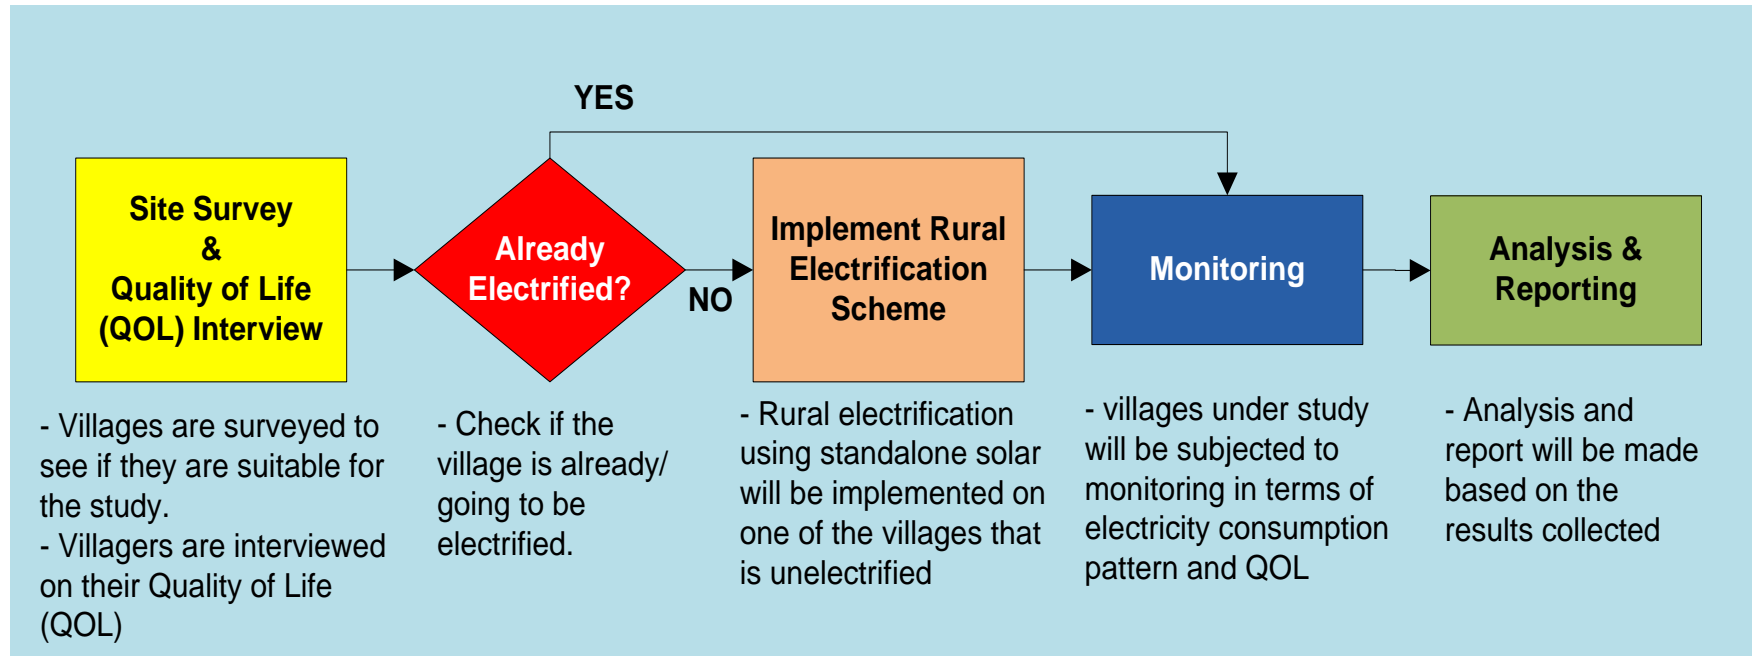 YES
Site Survey
&
Quality of Life
(QOL) Interview
Already
Electrified?
NO
Implement Rural
Electrification
Scheme
Monitoring
Analysis &
Reporting
- Villages are surveyed to
see if they are suitable for
the study.
- Villagers are interviewed
on their Quality of Life
(QOL)
- Check if the
village is already/
going to be
electrified.
- Rural electrification
using standalone solar
will be implemented on
one of the villages that
is unelectrified
- villages under study
will be subjected to
monitoring in terms of
electricity consumption
pattern and QOL
- Analysis and
report will be made
based on the
results collected